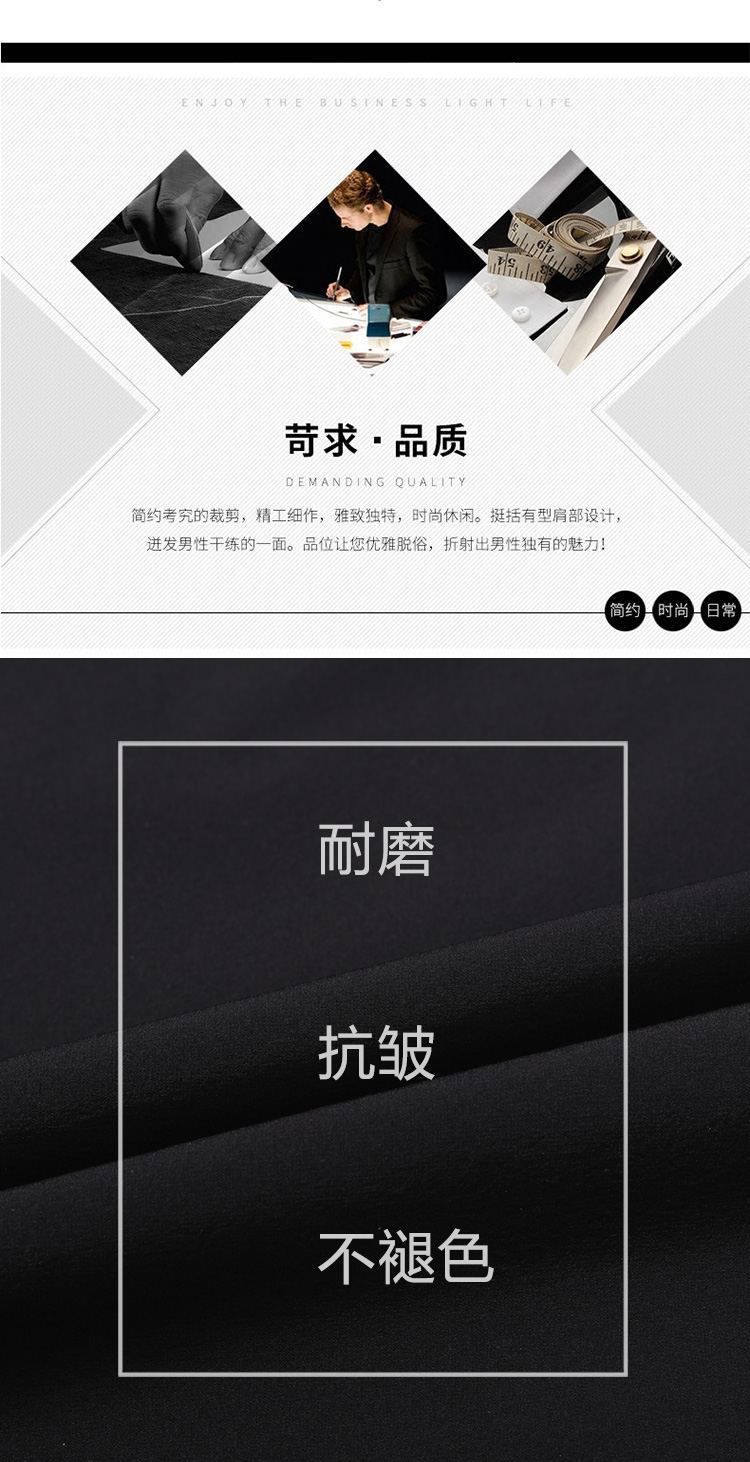 ENJOY THE BUSINESS LIGHT LIFE
苛求·品质
DEMANDING QUALITY
简约考究的裁剪，精工细作，雅致独特，时尚休闲。挺括有型肩部设计，
迸发男性干练的一面。品位让您优雅脱俗，折射出男性独有的魅力！
简约 时尚 日常
耐磨
抗皱
不褪色